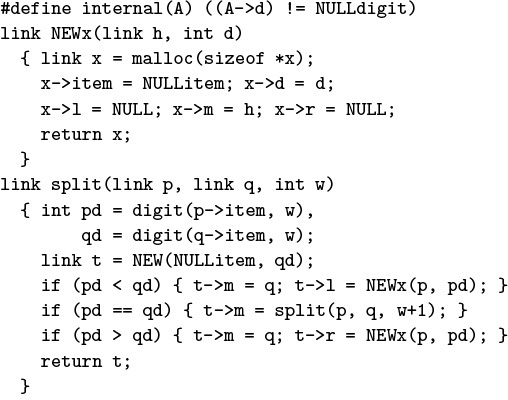 #define internal(A) ((A->d) != NULLdigit)
link NEWx(link h, int d)
  { link x = malloc(sizeof *x);
    x->item = NULLitem; x->d = d;
    x->l = NULL; x->m = h; x->r = NULL;
    return x;
  }
link split(link p, link q, int w)
  { int pd = digit(p->item, w),
        qd = digit(q->item, w);
    link t = NEW(NULLitem, qd);
    if (pd < qd) { t->m = q; t->l = NEWx(p, pd); }
    if (pd == qd) { t->m = split(p, q, w+1); }
    if (pd > qd) { t->m = q; t->r = NEWx(p, pd); }
    return t;
  }